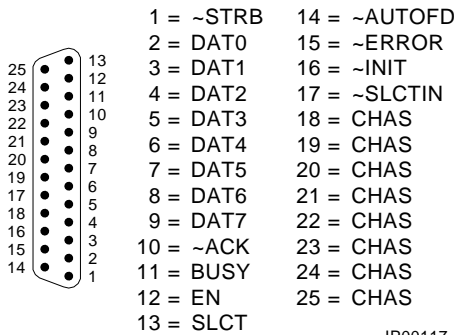 13
12
11
10
9
8
7
6
5
4
3
2
1
25
24
23
22
21
20
19
17
18
16
15
14
1 = ~STRB
2 = DAT0
3 = DAT1
4 = DAT2
5 = DAT3
6 = DAT4
7 = DAT5
8 = DAT6
9 = DAT7
10 = ~ACK
11 = BUSY
12 = EN
13 = SLCT
14 = ~AUTOFD
15 = ~ERROR
16 = ~INIT
17 = ~SLCTIN
18 = CHAS
19 = CHAS
20 = CHAS
21 = CHAS
22 = CHAS
23 = CHAS
24 = CHAS
25 = CHAS